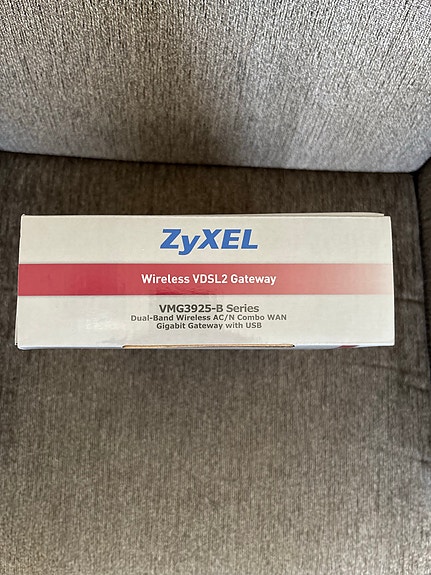 ZyXEL
Wireless VDSL2 Gateway
VMG3925-B Series
Dual-Band Wireless AC/N Combo WAN
Gigabit Gateway with USB